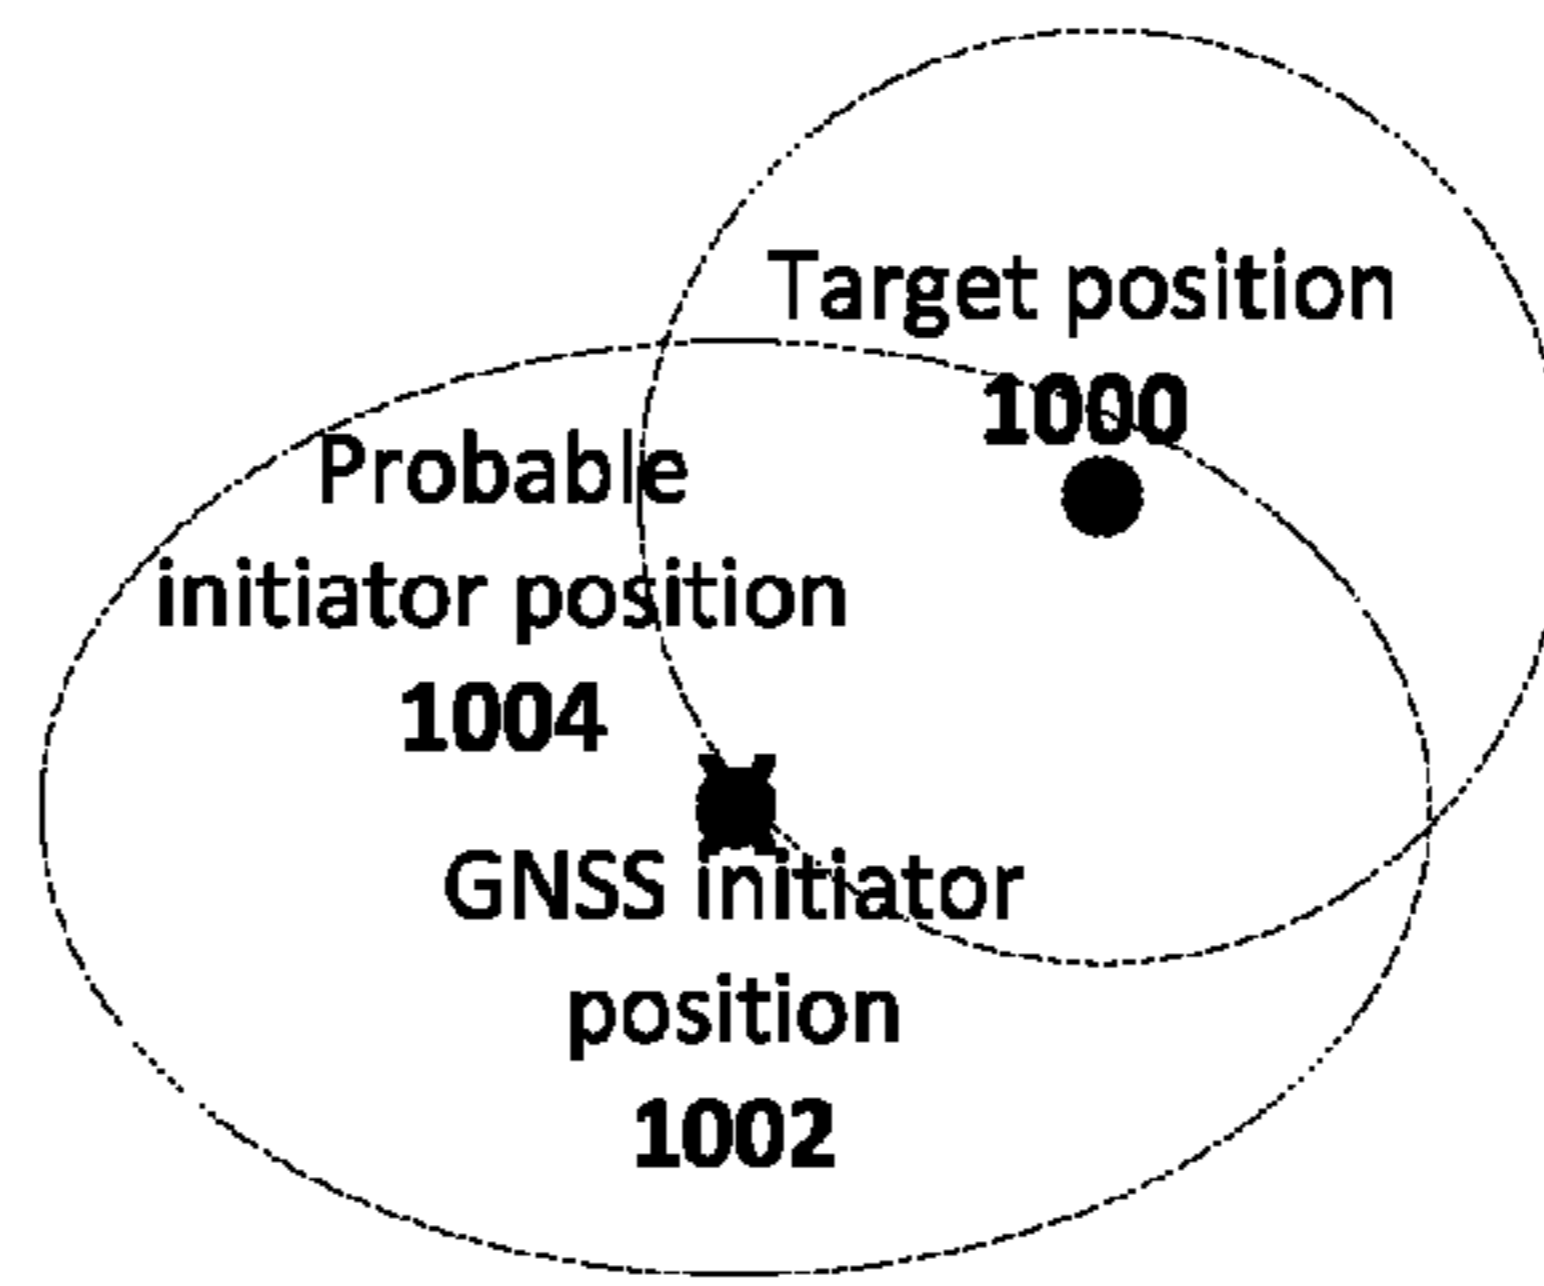 Target position
1000
Probable
initiator position
1004
GNSS initiator
position
1002